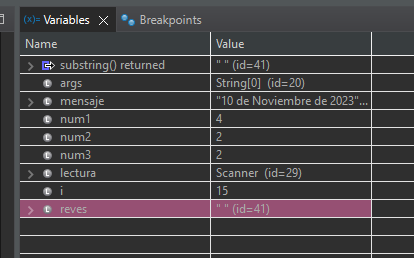 (x)= Variables Breakpoints
Name Value
substring() returned " " (id=41)
args String[0] (id=20)
mensaje "10 de Noviembre de 2023"...
num1 4
num2 2
num3 2
lectura Scanner (id=29)
i 15
reves " " (id=41)